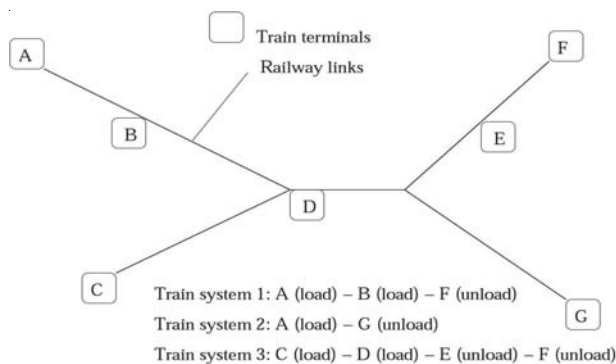 A
F
Train terminals
Railway links
B
E
D
C
G
Train system 1: A (load) – B (load) – F (unload)
Train system 2: A (load) – G (unload)
Train system 3: C (load) – D (load) – E (unload) – F (unload)